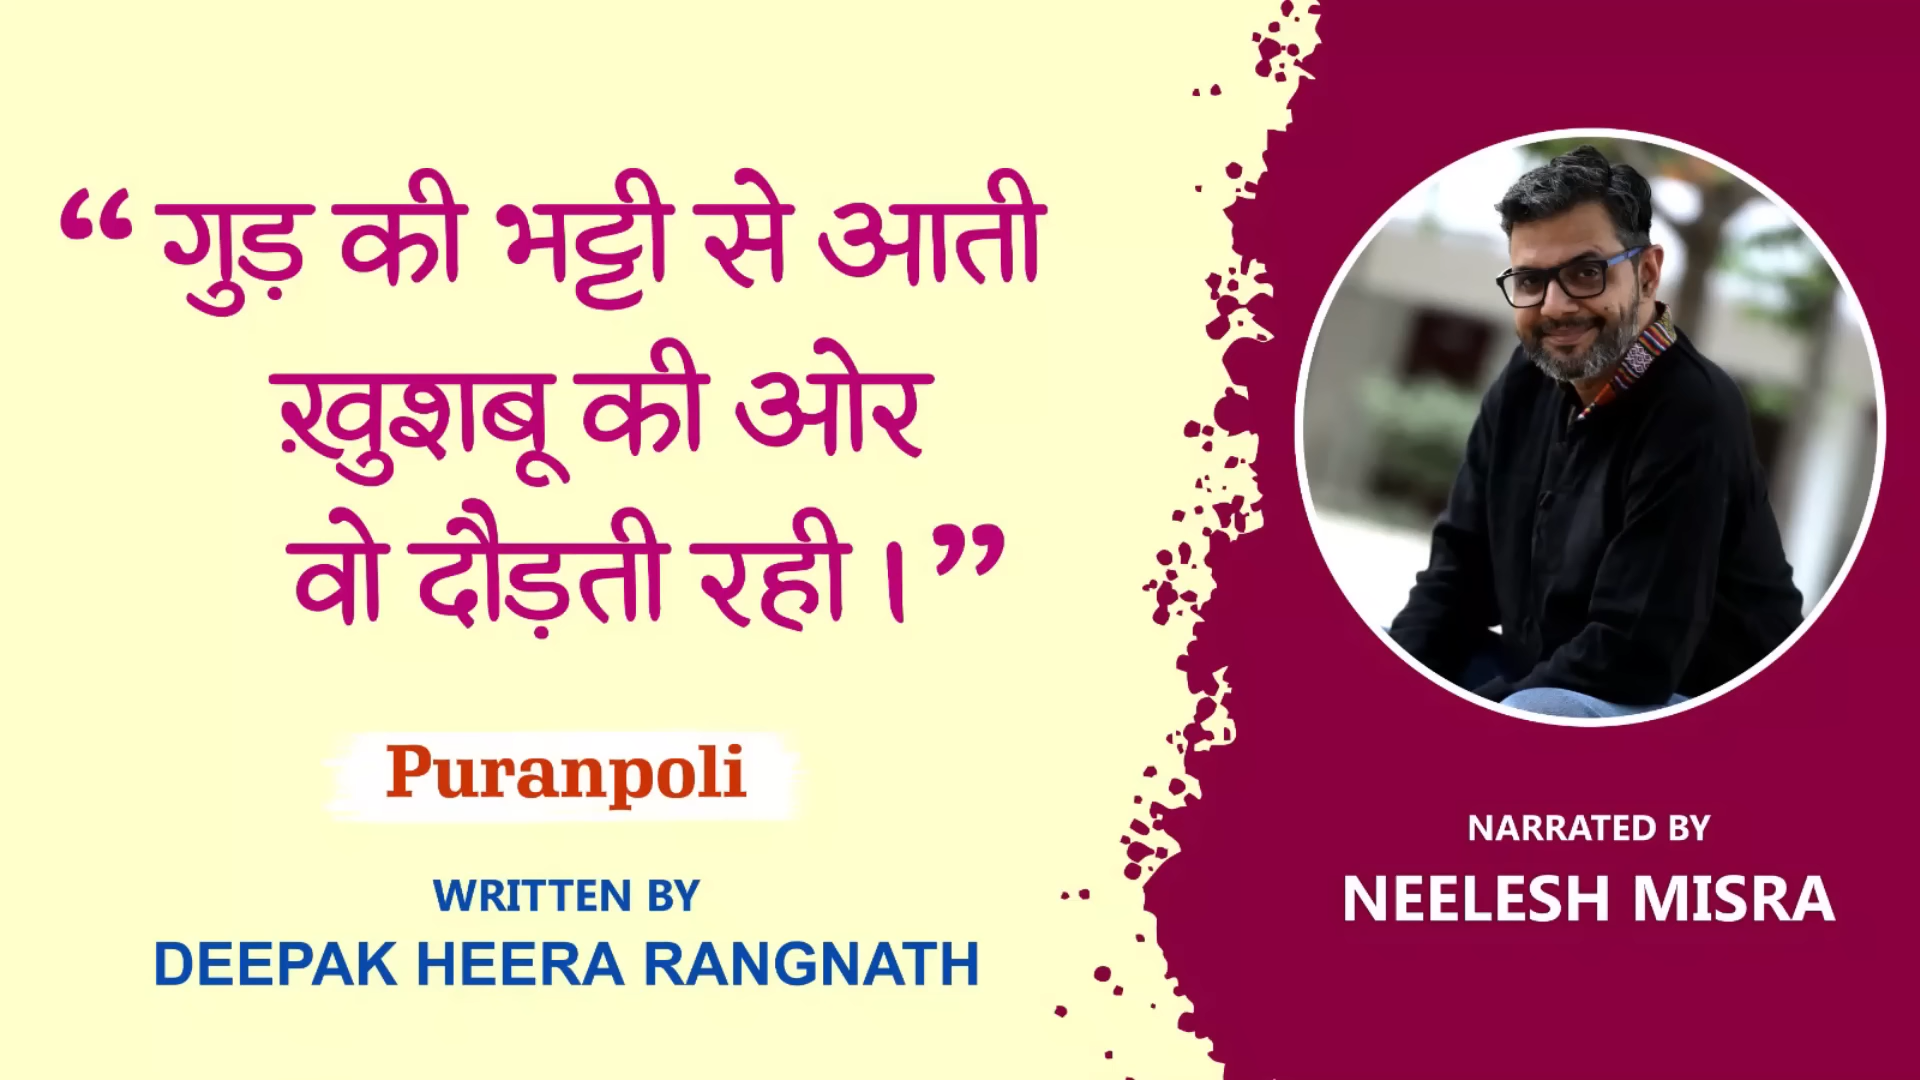 “ गुड़ की भट्टी से आती
ख़ुशबू की ओर
वो दौड़ती रही। ”
Puranpoli
WRITTEN BY
DEEPAK HEERA RANGNATH
NARRATED BY
NEELESH MISRA